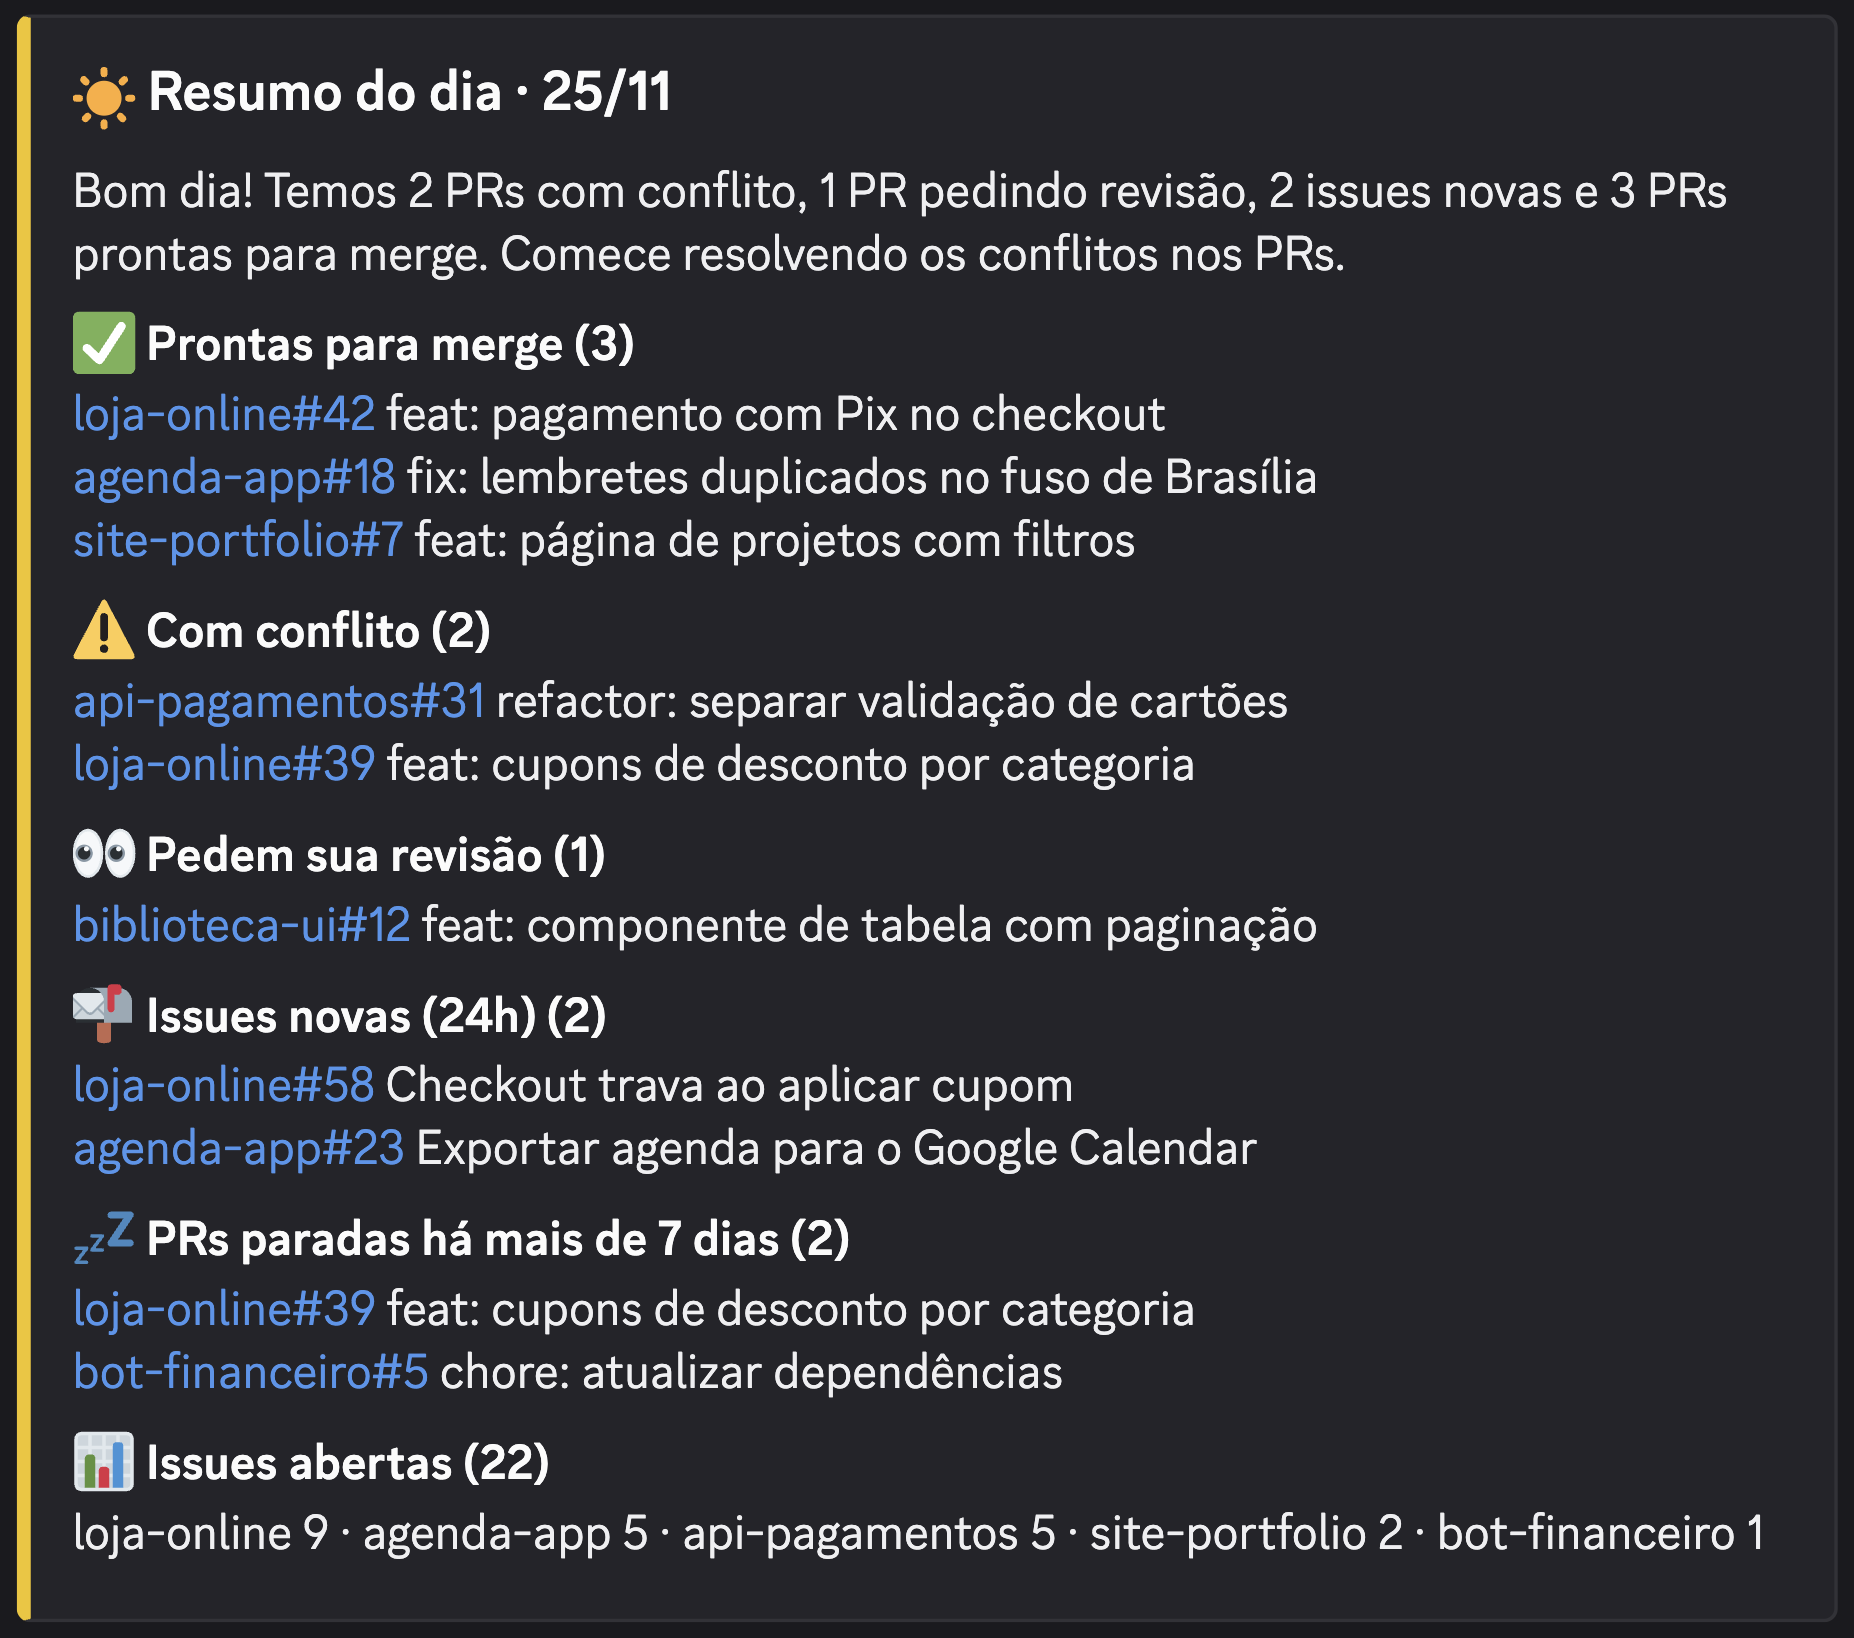 Resumo do dia · 25/11
Bom dia! Temos 2 PRs com conflito, 1 PR pedindo revisão, 2 issues novas e 3 PRs
prontas para merge. Comece resolvendo os conflitos nos PRs.
Prontas para merge (3)
loja-online#42 feat: pagamento com Pix no checkout
agenda-app#18 fix: lembretes duplicados no fuso de Brasília
site-portfolio#7 feat: página de projetos com filtros
Com conflito (2)
api-pagamentos#31 refactor: separar validação de cartões
loja-online#39 feat: cupons de desconto por categoria
Pedem sua revisão (1)
biblioteca-ui#12 feat: componente de tabela com paginação
Issues novas (24h) (2)
loja-online#58 Checkout trava ao aplicar cupom
agenda-app#23 Exportar agenda para o Google Calendar
PRs paradas há mais de 7 dias (2)
loja-online#39 feat: cupons de desconto por categoria
bot-financeiro#5 chore: atualizar dependências
Issues abertas (22)
loja-online 9 · agenda-app 5 · api-pagamentos 5 · site-portfolio 2 · bot-financeiro 1